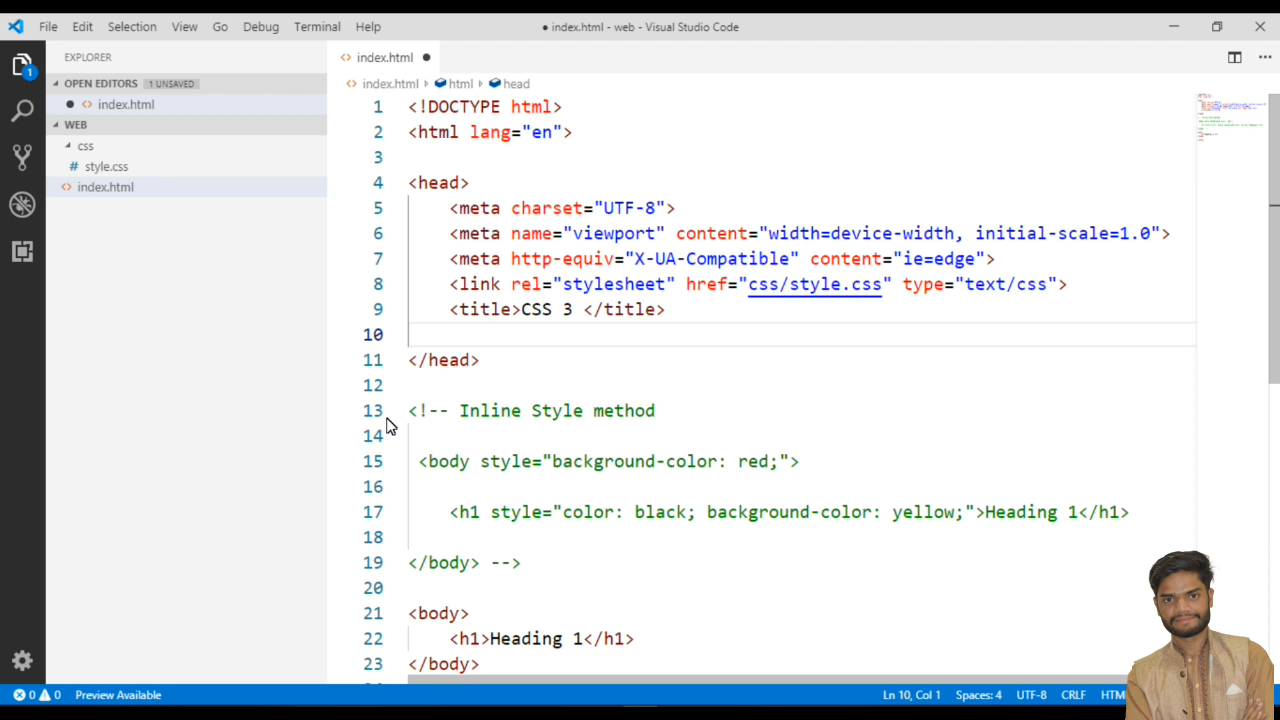 File Edit Selection View Go Debug Terminal Help ● index.html - web - Visual Studio Code
EXPLORER
OPEN EDITORS 1 UNSAVED
index.html
WEB
css
# style.css
index.html
1
index.html
index.html html head
1 <!DOCTYPE html>
2 <html lang="en">
3
4 <head>
5 <meta charset="UTF-8">
6 <meta name="viewport" content="width=device-width, initial-scale=1.0">
7 <meta http-equiv="X-UA-Compatible" content="ie=edge">
8 <link rel="stylesheet" href="css/style.css" type="text/css">
9 <title>CSS 3 </title>
10
11 </head>
12
13 <!-- Inline Style method
14
15 <body style="background-color: red;">
16
17 <h1 style="color: black; background-color: yellow;">Heading 1</h1>
18
19 </body> -->
20
21 <body>
22 <h1>Heading 1</h1>
23 </body>
0 0 Preview Available Ln 10, Col 1 Spaces: 4 UTF-8 CRLF HTM